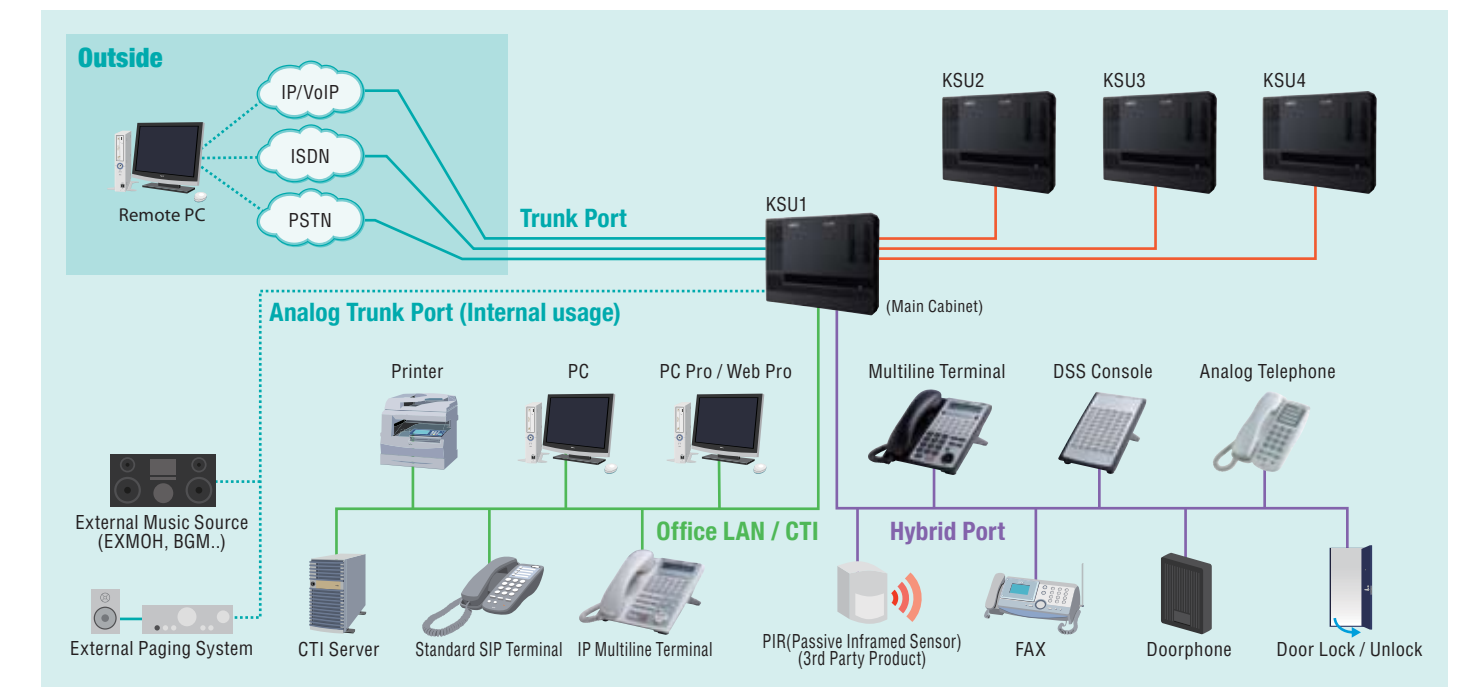 Outside
IP/VoIP
ISDN
PSTN
Remote PC
Trunk Port
KSU1
KSU2
KSU3
KSU4
(Main Cabinet)
Analog Trunk Port (Internal usage)
Printer
PC
PC Pro / Web Pro
Multiline Terminal
DSS Console
Analog Telephone
External Music Source
(EXMOH, BGM..)
Office LAN / CTI
Hybrid Port
External Paging System
CTI Server
Standard SIP Terminal
IP Multiline Terminal
PIR(Passive Inframed Sensor)
(3rd Party Product)
FAX
Doorphone
Door Lock / Unlock